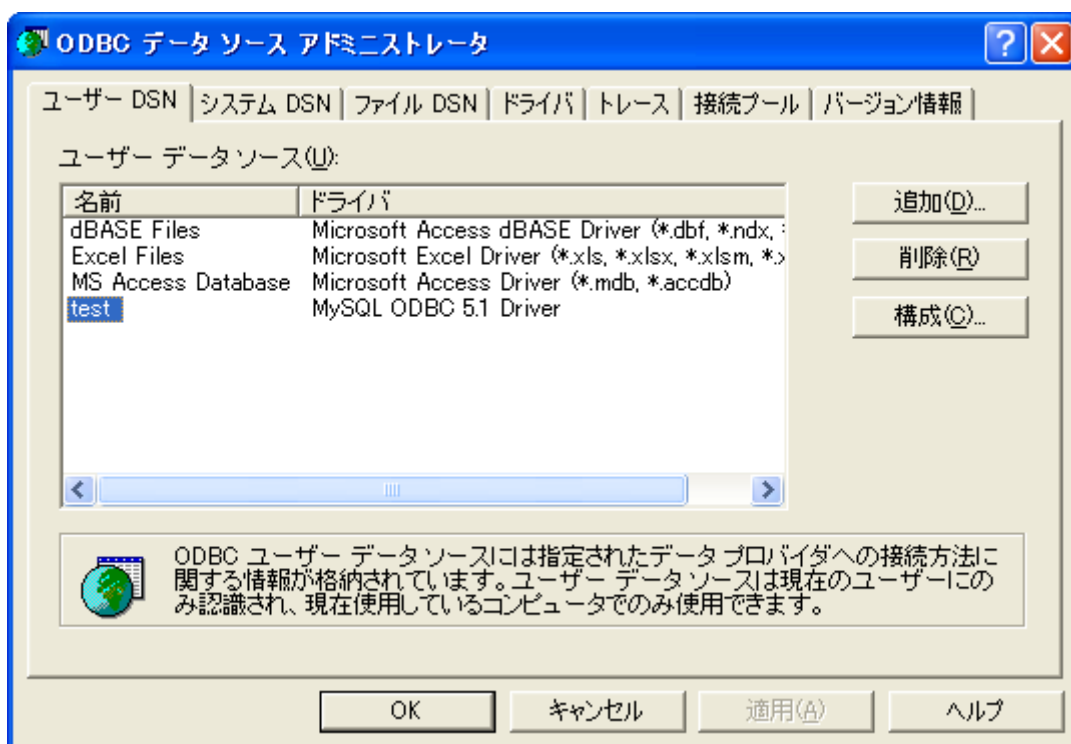 ODBC データ ソース アドミニストレータ
ユーザー DSN システム DSN ファイル DSN ドライバ トレース 接続プール バージョン情報
ユーザー データ ソース(U):
名前 ドライバ
dBASE Files Microsoft Access dBASE Driver (*.dbf, *.ndx, *
Excel Files Microsoft Excel Driver (*.xls, *.xlsx, *.xlsm, *.x
MS Access Database Microsoft Access Driver (*.mdb, *.accdb)
test MySQL ODBC 5.1 Driver
追加(D)...
削除(R)
構成(C)...
ODBC ユーザー データ ソースには指定されたデータ プロバイダへの接続方法に
関する情報が格納されています。ユーザー データ ソースは現在のユーザーにの
み認識され、現在使用しているコンピュータでのみ使用できます。
OK キャンセル 適用(A) ヘルプ